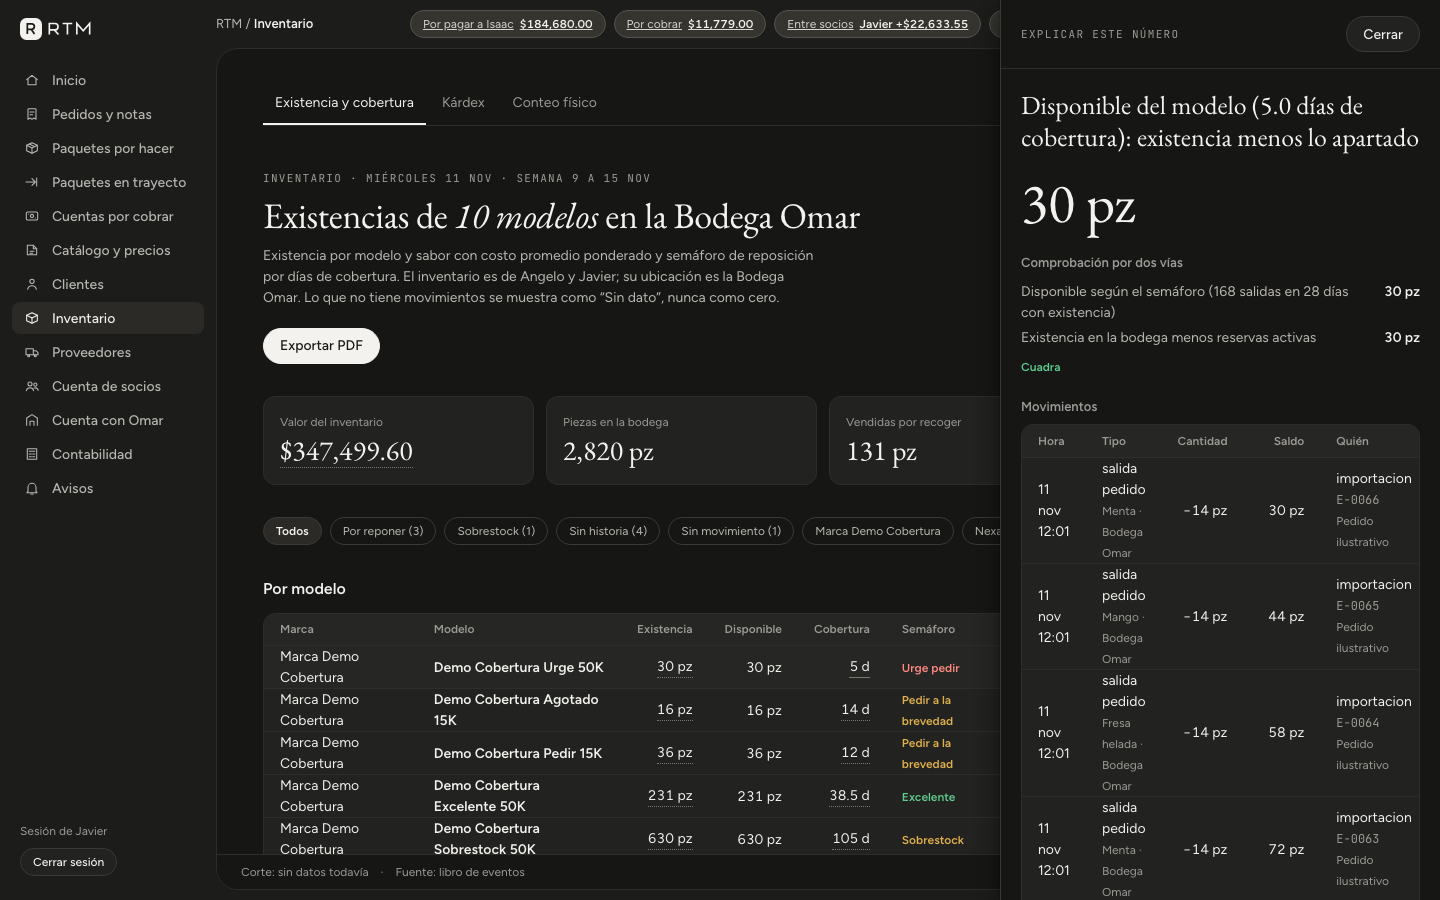 RTM
Inicio
Pedidos y notas
Paquetes por hacer
Paquetes en trayecto
Cuentas por cobrar
Catálogo y precios
Clientes
Inventario
Proveedores
Cuenta de socios
Cuenta con Omar
Contabilidad
Avisos
Sesión de Javier
Cerrar sesión
RTM / Inventario
Por pagar a Isaac $184,680.00
Por cobrar $11,779.00
Entre socios Javier +$22,633.55
Existencia y cobertura
Kárdex
Conteo físico
INVENTARIO · MIÉRCOLES 11 NOV · SEMANA 9 A 15 NOV
Existencias de 10 modelos en la Bodega Omar
Existencia por modelo y sabor con costo promedio ponderado y semáforo de reposición
por días de cobertura. El inventario es de Angelo y Javier; su ubicación es la Bodega
Omar. Lo que no tiene movimientos se muestra como “Sin dato”, nunca como cero.
Exportar PDF
Valor del inventario
$347,499.60
Piezas en la bodega
2,820 pz
Vendidas por recoger
131 pz
Todos
Por reponer (3)
Sobrestock (1)
Sin historia (4)
Sin movimiento (1)
Marca Demo Cobertura
Nexa
Por modelo
Marca Modelo Existencia Disponible Cobertura Semáforo
Marca Demo
Cobertura
Demo Cobertura Urge 50K
30 pz 30 pz 5 d Urge pedir
Marca Demo
Cobertura
Demo Cobertura Agotado
15K
16 pz 16 pz 14 d Pedir a la
brevedad
Marca Demo
Cobertura
Demo Cobertura Pedir 15K
36 pz 36 pz 12 d Pedir a la
brevedad
Marca Demo
Cobertura
Demo Cobertura
Excelente 50K
231 pz 231 pz 38.5 d Excelente
Marca Demo
Cobertura
Demo Cobertura
Sobrestock 50K
630 pz 630 pz 105 d Sobrestock
Corte: sin datos todavía · Fuente: libro de eventos
EXPLICAR ESTE NÚMERO
Cerrar
Disponible del modelo (5.0 días de
cobertura): existencia menos lo apartado
30 pz
Comprobación por dos vías
Disponible según el semáforo (168 salidas en 28 días
con existencia)
30 pz
Existencia en la bodega menos reservas activas 30 pz
Cuadra
Movimientos
Hora Tipo Cantidad Saldo Quién
11
nov
12:01
salida
pedido
Menta ·
Bodega
Omar
−14 pz
30 pz
importacion
E-0066
Pedido
ilustrativo
11
nov
12:01
salida
pedido
Mango ·
Bodega
Omar
−14 pz
44 pz
importacion
E-0065
Pedido
ilustrativo
11
nov
12:01
salida
pedido
Fresa
helada ·
Bodega
Omar
−14 pz
58 pz
importacion
E-0064
Pedido
ilustrativo
11
nov
12:01
salida
pedido
Menta ·
Bodega
Omar
−14 pz
72 pz
importacion
E-0063
Pedido
ilustrativo